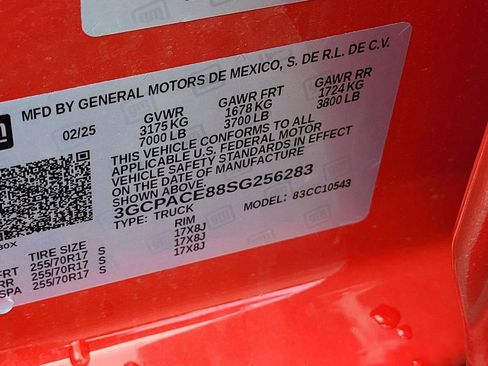 MFD BY GENERAL MOTORS DE MEXICO, S. DE R.L. DE C.V.
02/25
GVWR GAWR FRT GAWR RR
3175 KG 1678 KG 1724 KG
7000 LB 3700 LB 3800 LB
THIS VEHICLE CONFORMS TO ALL
APPLICABLE U.S. FEDERAL MOTOR
VEHICLE SAFETY STANDARDS IN EFFECT
ON THE DATE OF MANUFACTURE
SHOWN ABOVE.
3GCPACE88SG256283
TYPE: TRUCK MODEL: 83CC10543
TIRE SIZE RIM
FRT 255/70R17 S 17X8J
RR 255/70R17 S 17X8J
SPA 255/70R17 S 17X8J